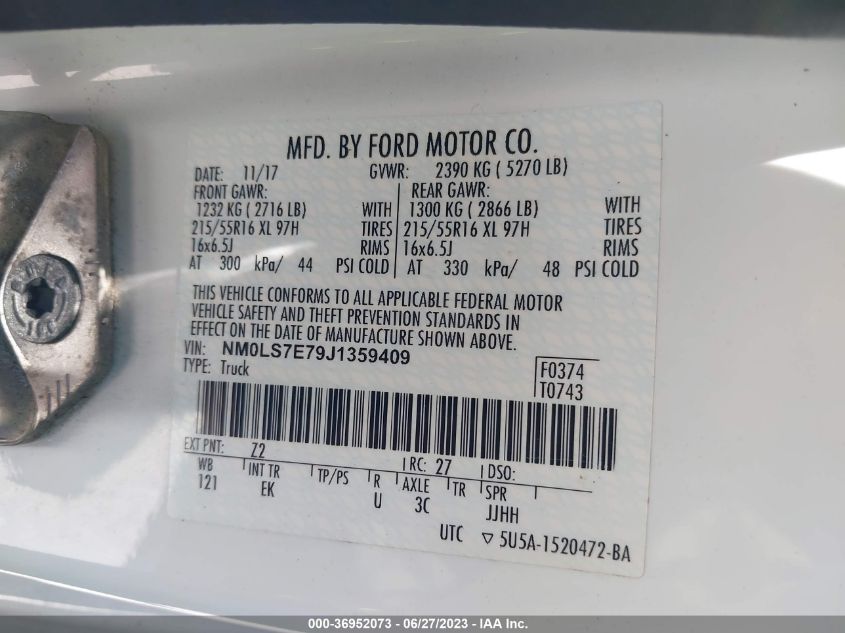 MFD. BY FORD MOTOR CO.
DATE: 11/17 GVWR: 2390 KG ( 5270 LB)
FRONT GAWR: REAR GAWR:
1232 KG ( 2716 LB) WITH 1300 KG ( 2866 LB) WITH
215/55R16 XL 97H TIRES 215/55R16 XL 97H TIRES
16x6.5J RIMS 16x6.5J RIMS
AT 300 kPa/ 44 PSI COLD AT 330 kPa/ 48 PSI COLD
THIS VEHICLE CONFORMS TO ALL APPLICABLE FEDERAL MOTOR
VEHICLE SAFETY AND THEFT PREVENTION STANDARDS IN
EFFECT ON THE DATE OF MANUFACTURE SHOWN ABOVE.
VIN: NM0LS7E79J1359409
TYPE: Truck
F0374
T0743
EXT PNT: Z2 RC: 27 DSO:
WB INT TR TP/PS R AXLE TR SPR
121 EK U 3C JJHH
UTC ▽ 5U5A-1520472-BA
000-36952073 - 06/27/2023 - IAA Inc.